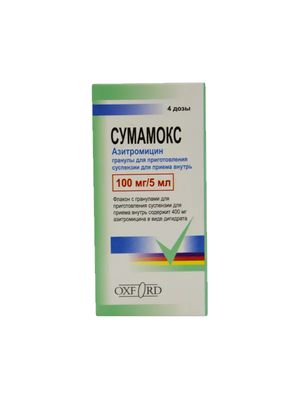 4 дозы
СУМАМОКС
Азитромицин
гранулы для приготовления
суспензии для приема внутрь
100 мг/5 мл
Флакон с гранулами для
приготовления суспензии для
приема внутрь содержит 400 мг
азитромицина в виде дигидрата
OXFORD